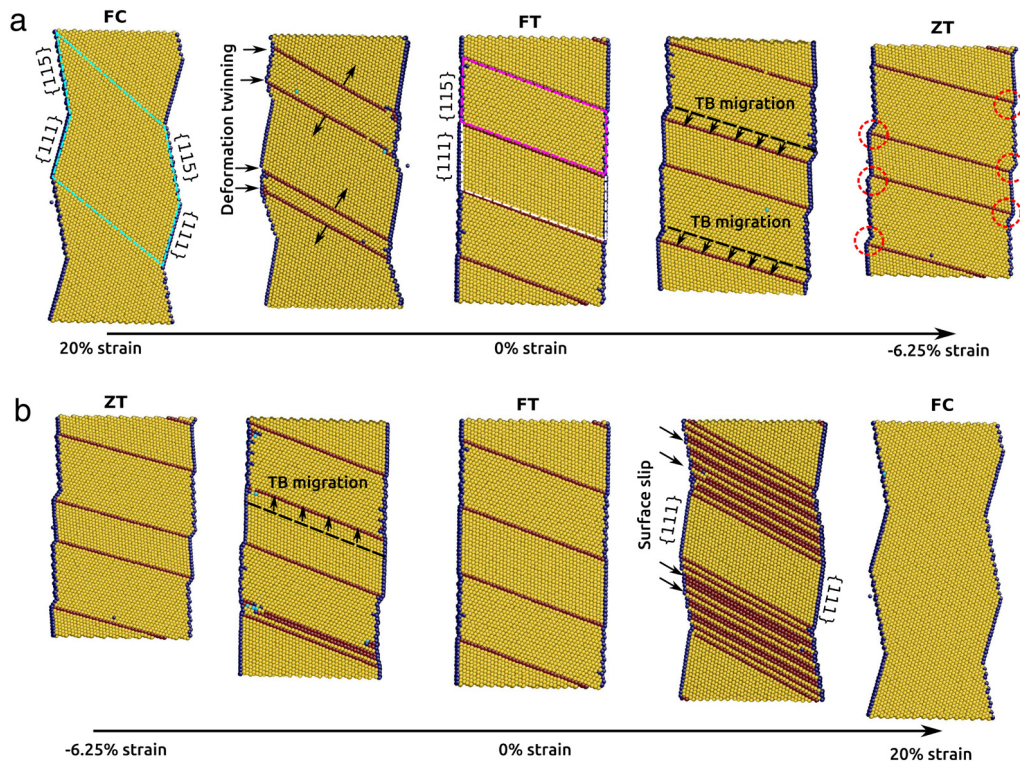 a
FC
FT
ZT
{115}
{111}
{115}
{111}
Deformation twinning
{111} {115}
TB migration
TB migration
20% strain
0% strain
-6.25% strain
b
ZT
FT
FC
TB migration
Surface slip
{111}
{111}
-6.25% strain
0% strain
20% strain